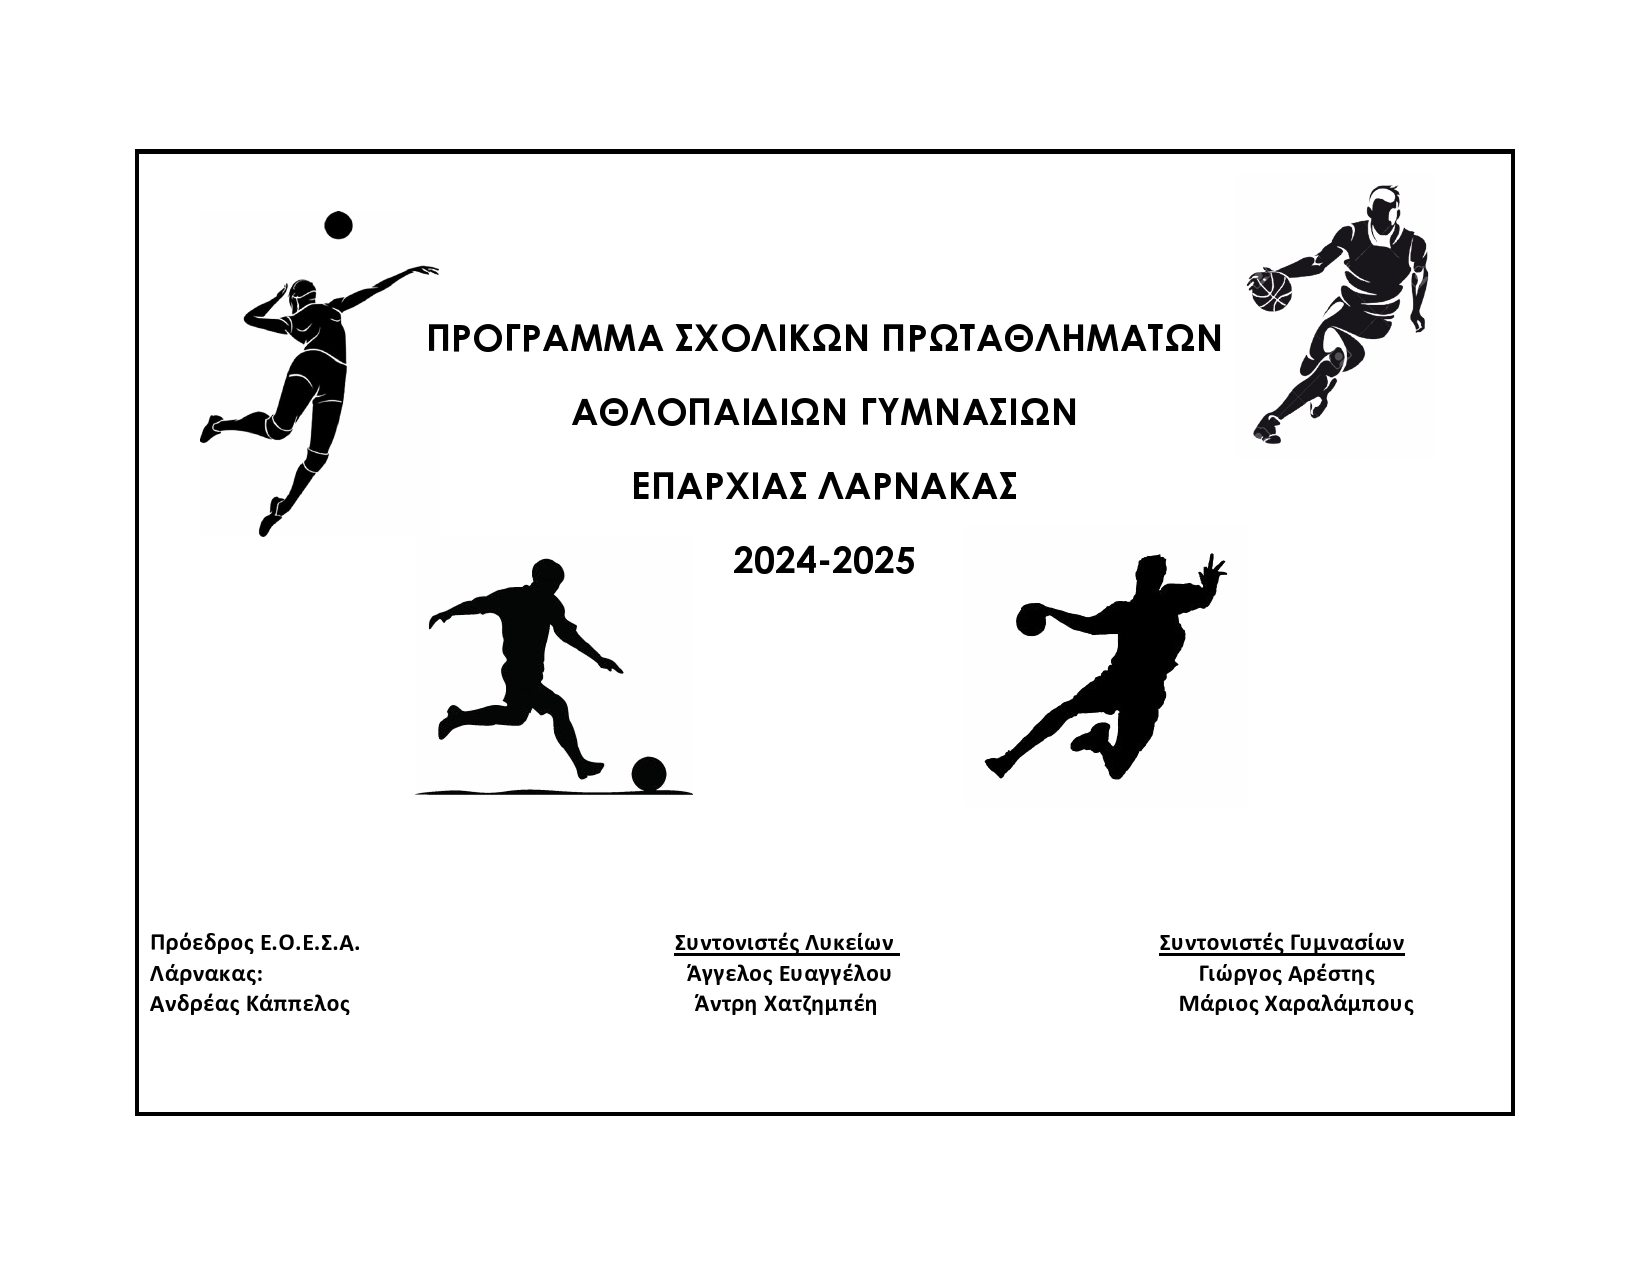 ΠΡΟΓΡΑΜΜΑ ΣΧΟΛΙΚΩΝ ΠΡΩΤΑΘΛΗΜΑΤΩΝ
ΑΘΛΟΠΑΙΔΙΩΝ ΓΥΜΝΑΣΙΩΝ
ΕΠΑΡΧΙΑΣ ΛΑΡΝΑΚΑΣ
2024-2025
Πρόεδρος Ε.Ο.Ε.Σ.Α.
Λάρνακας:
Ανδρέας Κάππελος
Συντονιστές Λυκείων
Άγγελος Ευαγγέλου
Άντρη Χατζημπέη
Συντονιστές Γυμνασίων
Γιώργος Αρέστης
Μάριος Χαραλάμπους